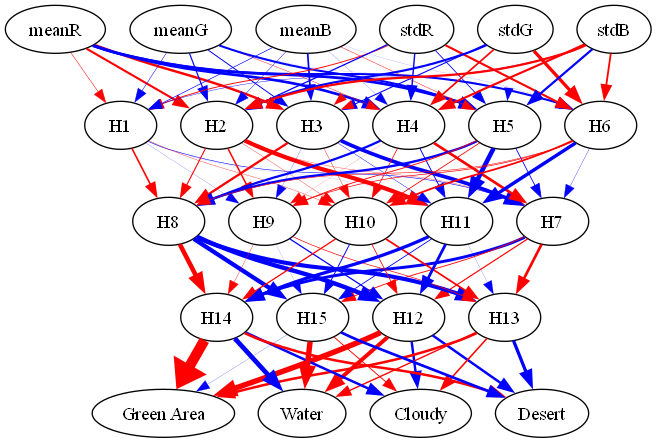 meanR meanG meanB stdR stdG stdB
H1 H2 H3 H4 H5 H6
H8 H9 H10 H11 H7
H14 H15 H12 H13
Green Area Water Cloudy Desert